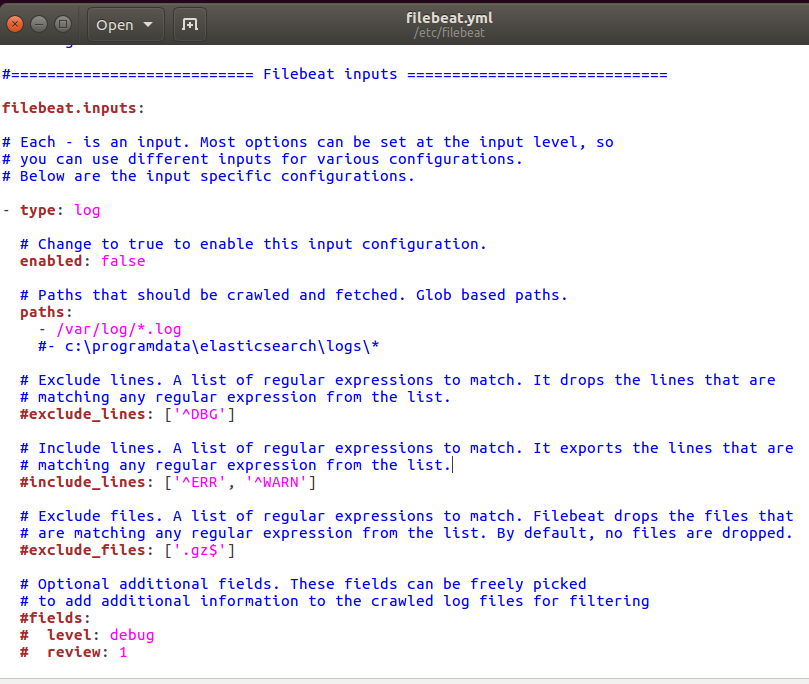 Open
filebeat.yml
/etc/filebeat
#=========================== Filebeat inputs =============================
filebeat.inputs:
# Each - is an input. Most options can be set at the input level, so
# you can use different inputs for various configurations.
# Below are the input specific configurations.
- type: log
# Change to true to enable this input configuration.
enabled: false
# Paths that should be crawled and fetched. Glob based paths.
paths:
- /var/log/*.log
#- c:\programdata\elasticsearch\logs\*
# Exclude lines. A list of regular expressions to match. It drops the lines that are
# matching any regular expression from the list.
#exclude_lines: ['^DBG']
# Include lines. A list of regular expressions to match. It exports the lines that are
# matching any regular expression from the list.
#include_lines: ['^ERR', '^WARN']
# Exclude files. A list of regular expressions to match. Filebeat drops the files that
# are matching any regular expression from the list. By default, no files are dropped.
#exclude_files: ['.gz$']
# Optional additional fields. These fields can be freely picked
# to add additional information to the crawled log files for filtering
#fields:
#  level: debug
#  review: 1